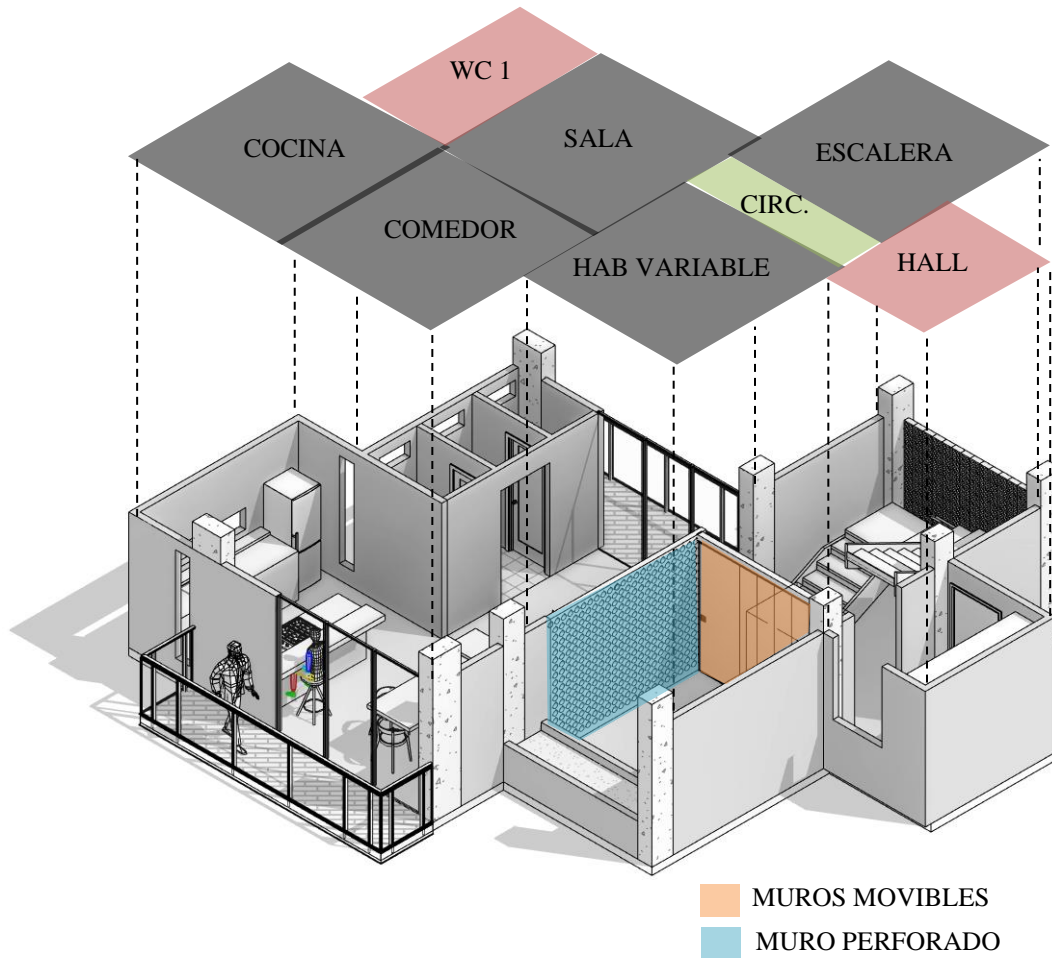 WC 1
COCINA
SALA
ESCALERA
COMEDOR
CIRC.
HAB VARIABLE
HALL
MUROS MOVIBLES
MURO PERFORADO